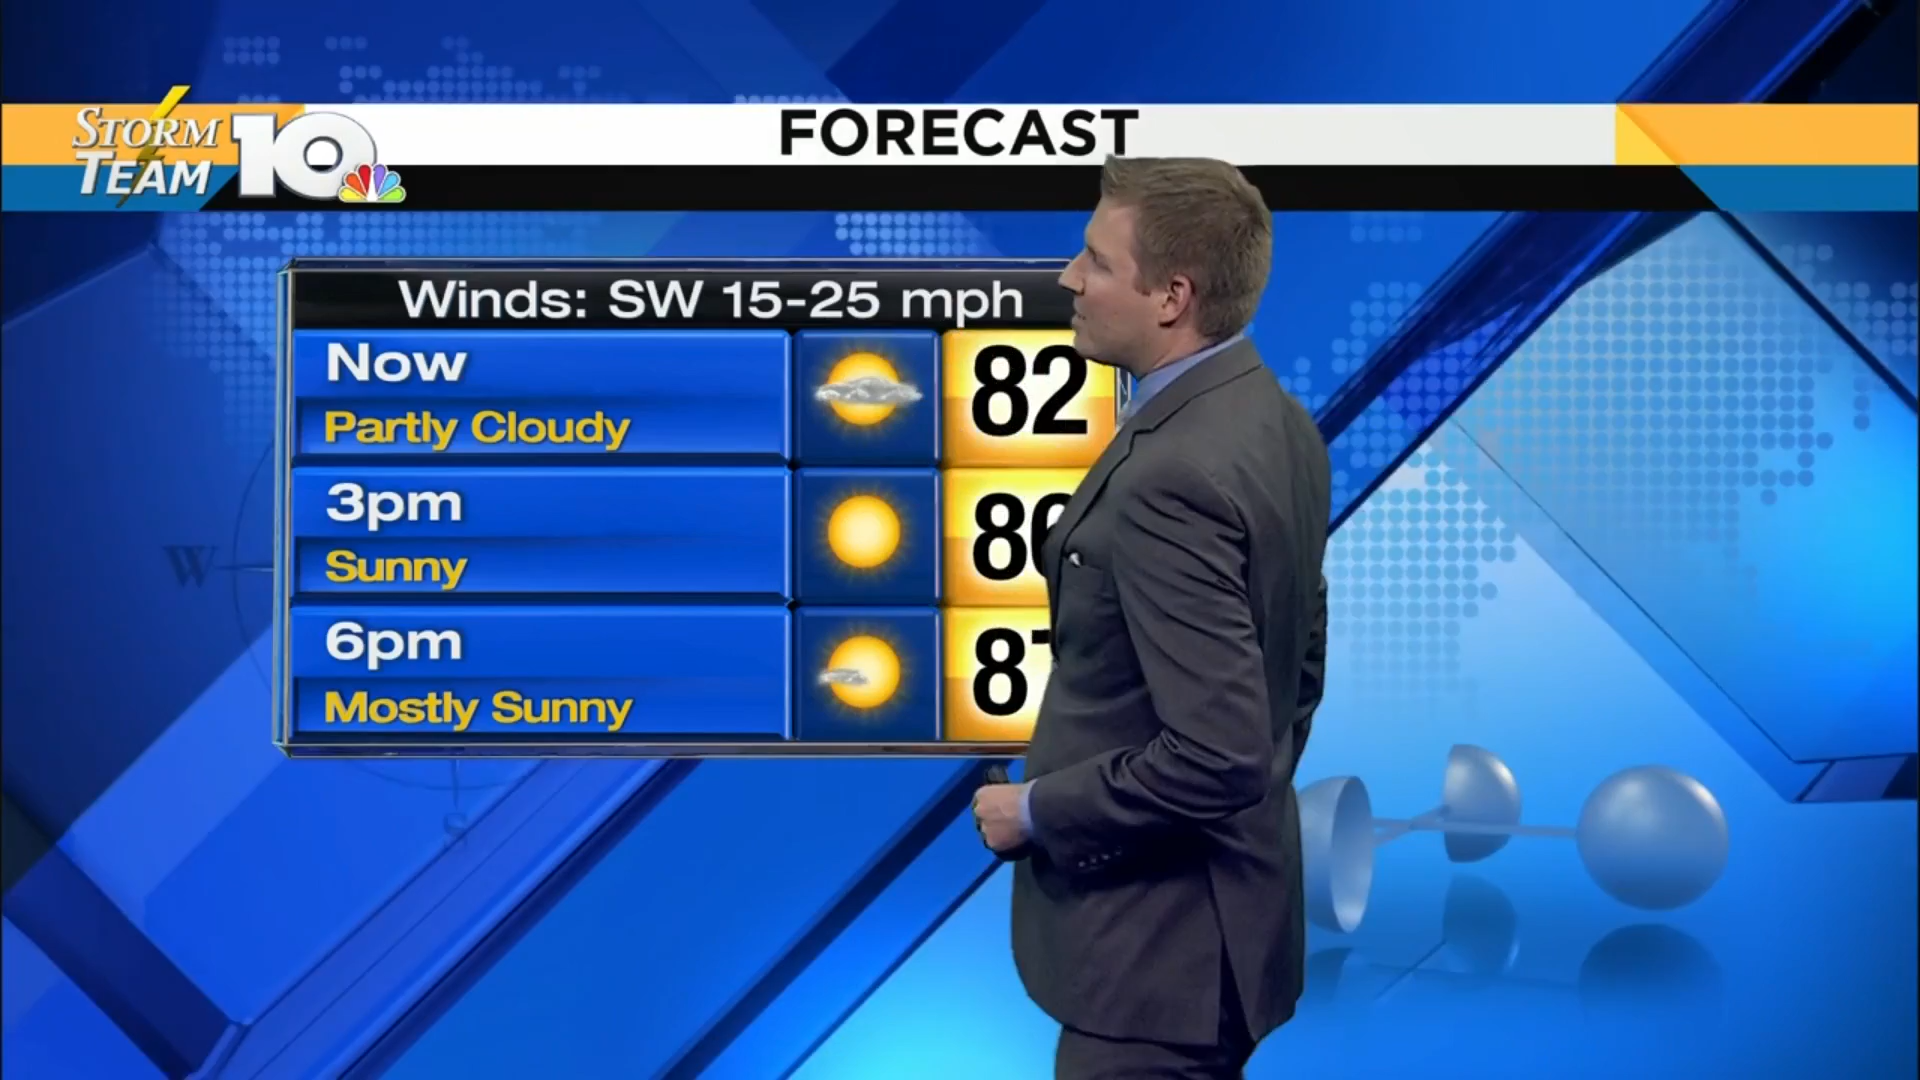 STORM
TEAM 10
FORECAST
Winds: SW 15-25 mph
Now
82
Partly Cloudy
3pm
Sunny
6pm
Mostly Sunny
W
S